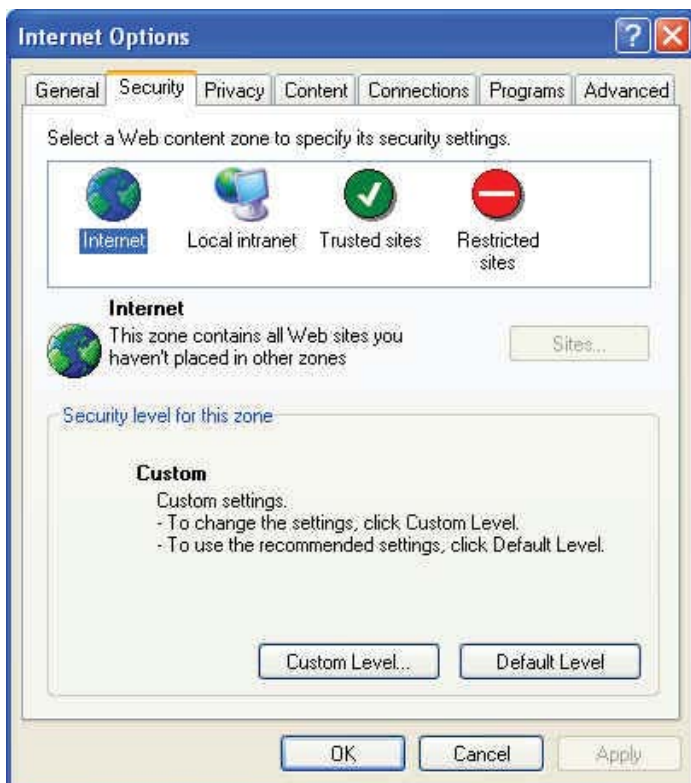 Internet Options
General Security Privacy Content Connections Programs Advanced
Select a Web content zone to specify its security settings.
Internet Local intranet Trusted sites Restricted
sites
Internet
This zone contains all Web sites you
haven't placed in other zones
Sites...
Security level for this zone
Custom
Custom settings.
- To change the settings, click Custom Level.
- To use the recommended settings, click Default Level.
Custom Level... Default Level
OK Cancel Apply